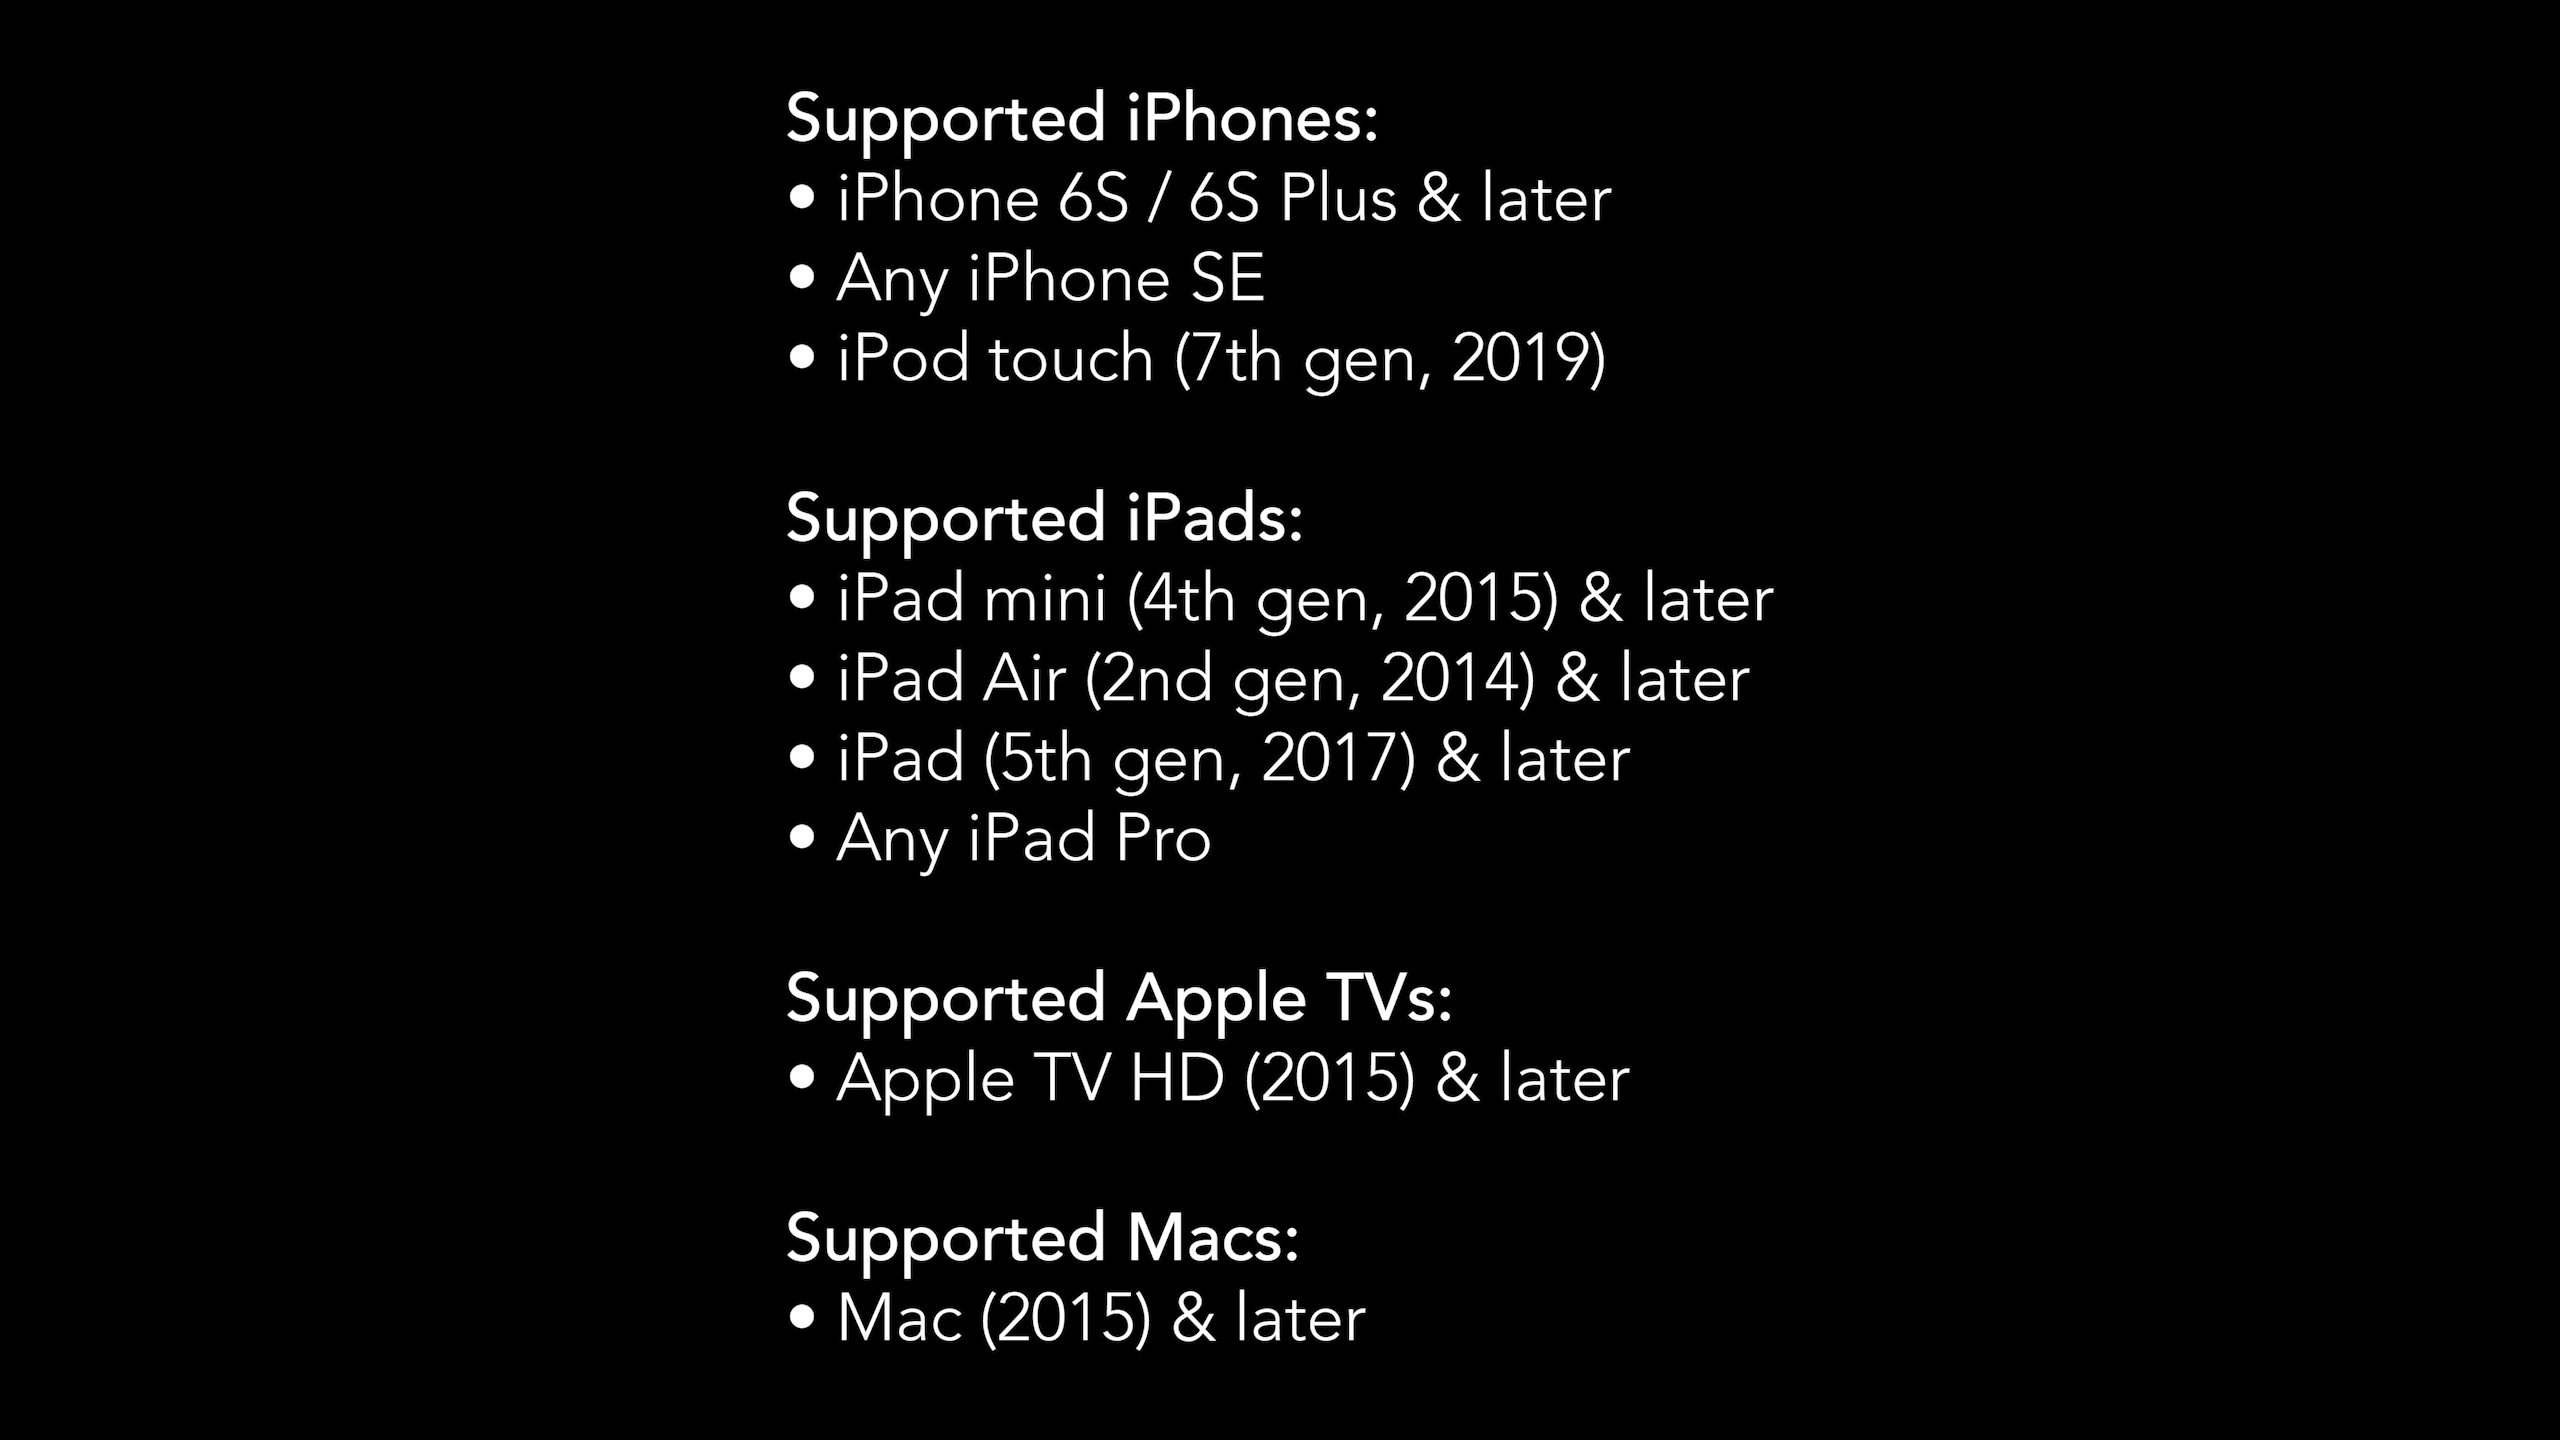 Supported iPhones:
• iPhone 6S / 6S Plus & later
• Any iPhone SE
• iPod touch (7th gen, 2019)
Supported iPads:
• iPad mini (4th gen, 2015) & later
• iPad Air (2nd gen, 2014) & later
• iPad (5th gen, 2017) & later
• Any iPad Pro
Supported Apple TVs:
• Apple TV HD (2015) & later
Supported Macs:
• Mac (2015) & later